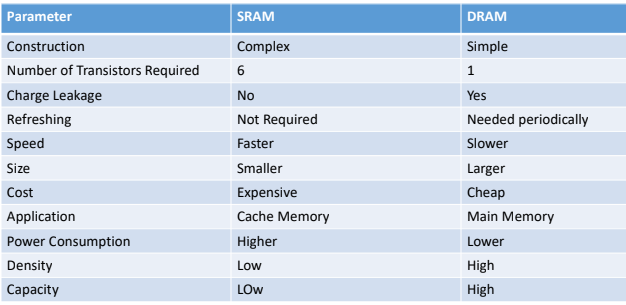 Parameter SRAM DRAM
Construction Complex Simple
Number of Transistors Required 6 1
Charge Leakage No Yes
Refreshing Not Required Needed periodically
Speed Faster Slower
Size Smaller Larger
Cost Expensive Cheap
Application Cache Memory Main Memory
Power Consumption Higher Lower
Density Low High
Capacity LOw High